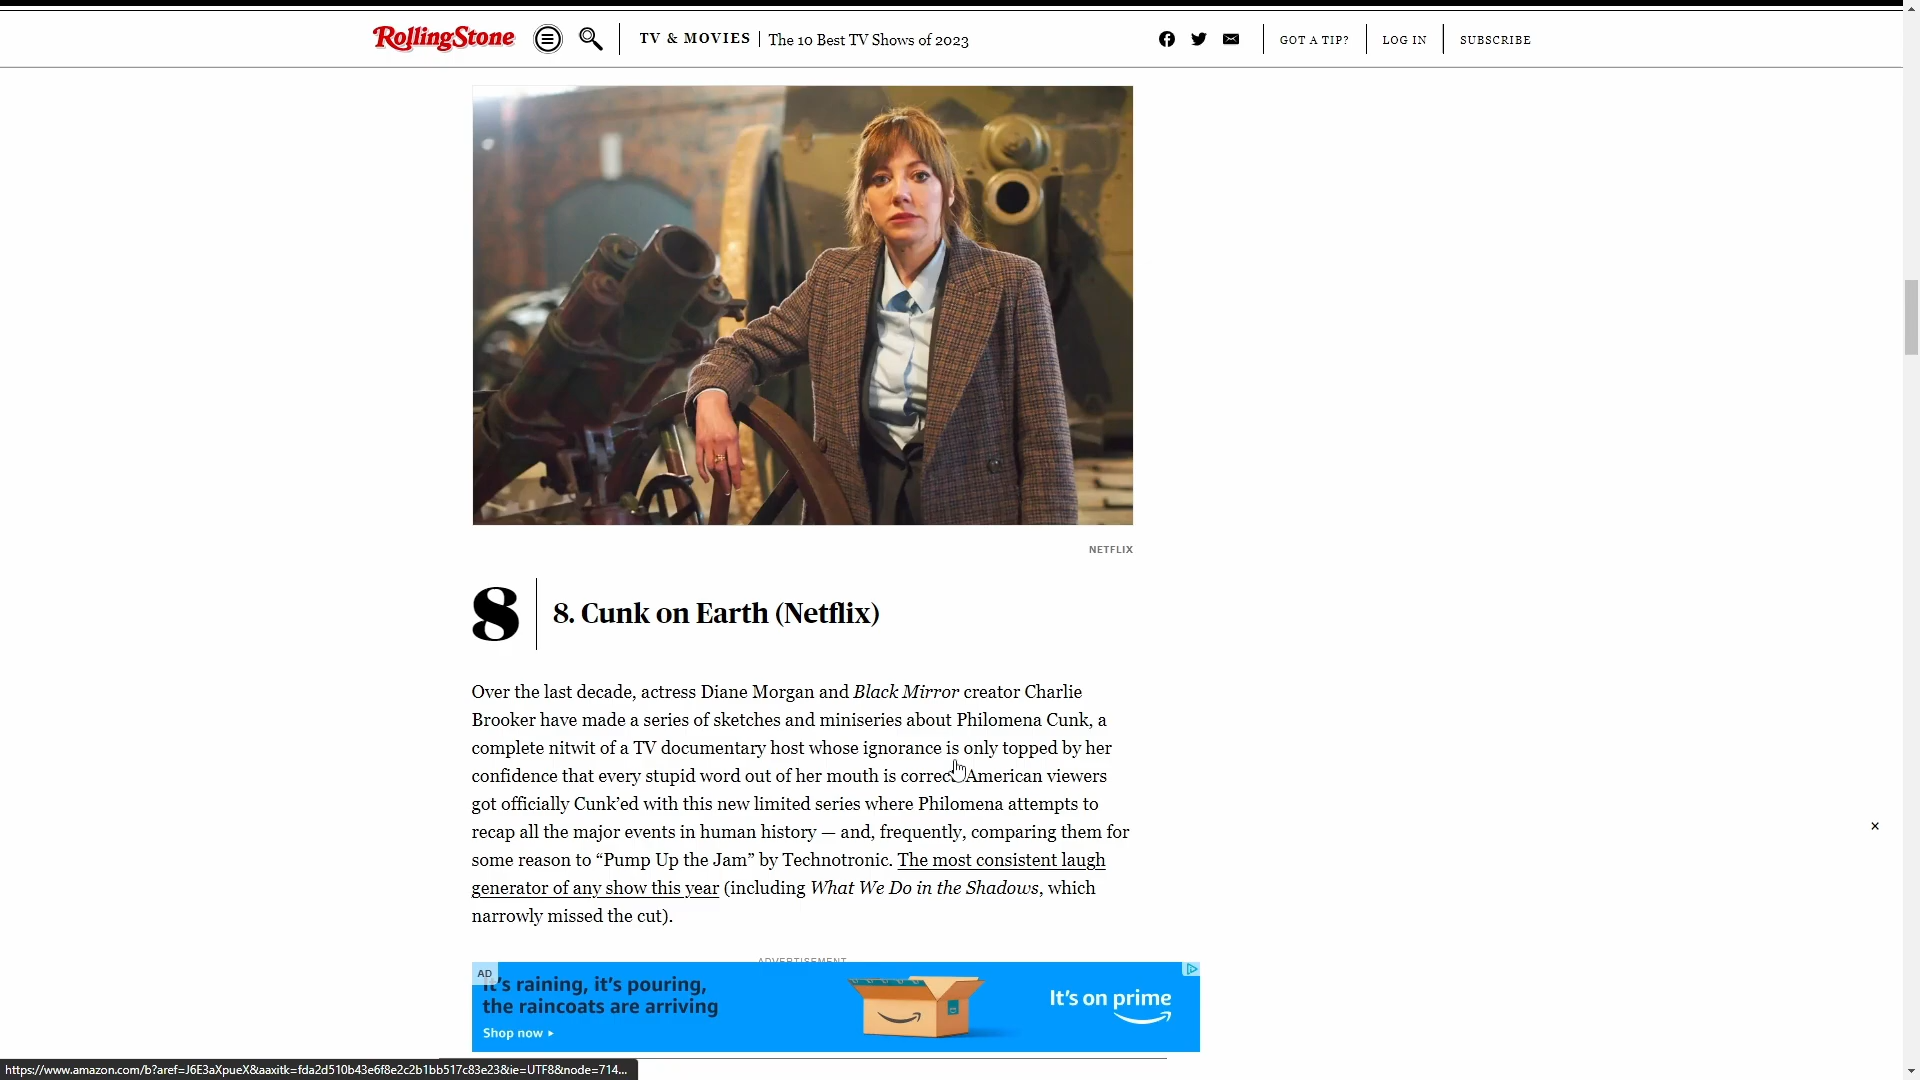 RollingStone
TV & MOVIES
The 10 Best TV Shows of 2023
GOT A TIP?
LOG IN
SUBSCRIBE
NETFLIX
8
8. Cunk on Earth (Netflix)
Over the last decade, actress Diane Morgan and Black Mirror creator Charlie
Brooker have made a series of sketches and miniseries about Philomena Cunk, a
complete nitwit of a TV documentary host whose ignorance is only topped by her
confidence that every stupid word out of her mouth is correc American viewers
got officially Cunk’ed with this new limited series where Philomena attempts to
recap all the major events in human history — and, frequently, comparing them for
some reason to “Pump Up the Jam” by Technotronic. The most consistent laugh
generator of any show this year (including What We Do in the Shadows, which
narrowly missed the cut).
ADVERTISEMENT
AD
It's raining, it's pouring,
the raincoats are arriving
Shop now
It's on prime
https://www.amazon.com/b?aref=J6E3aXpueX&aaxitk=fda2d510b43e6f8e2c2b1bb517c83e23&ie=UTF8&node=714...